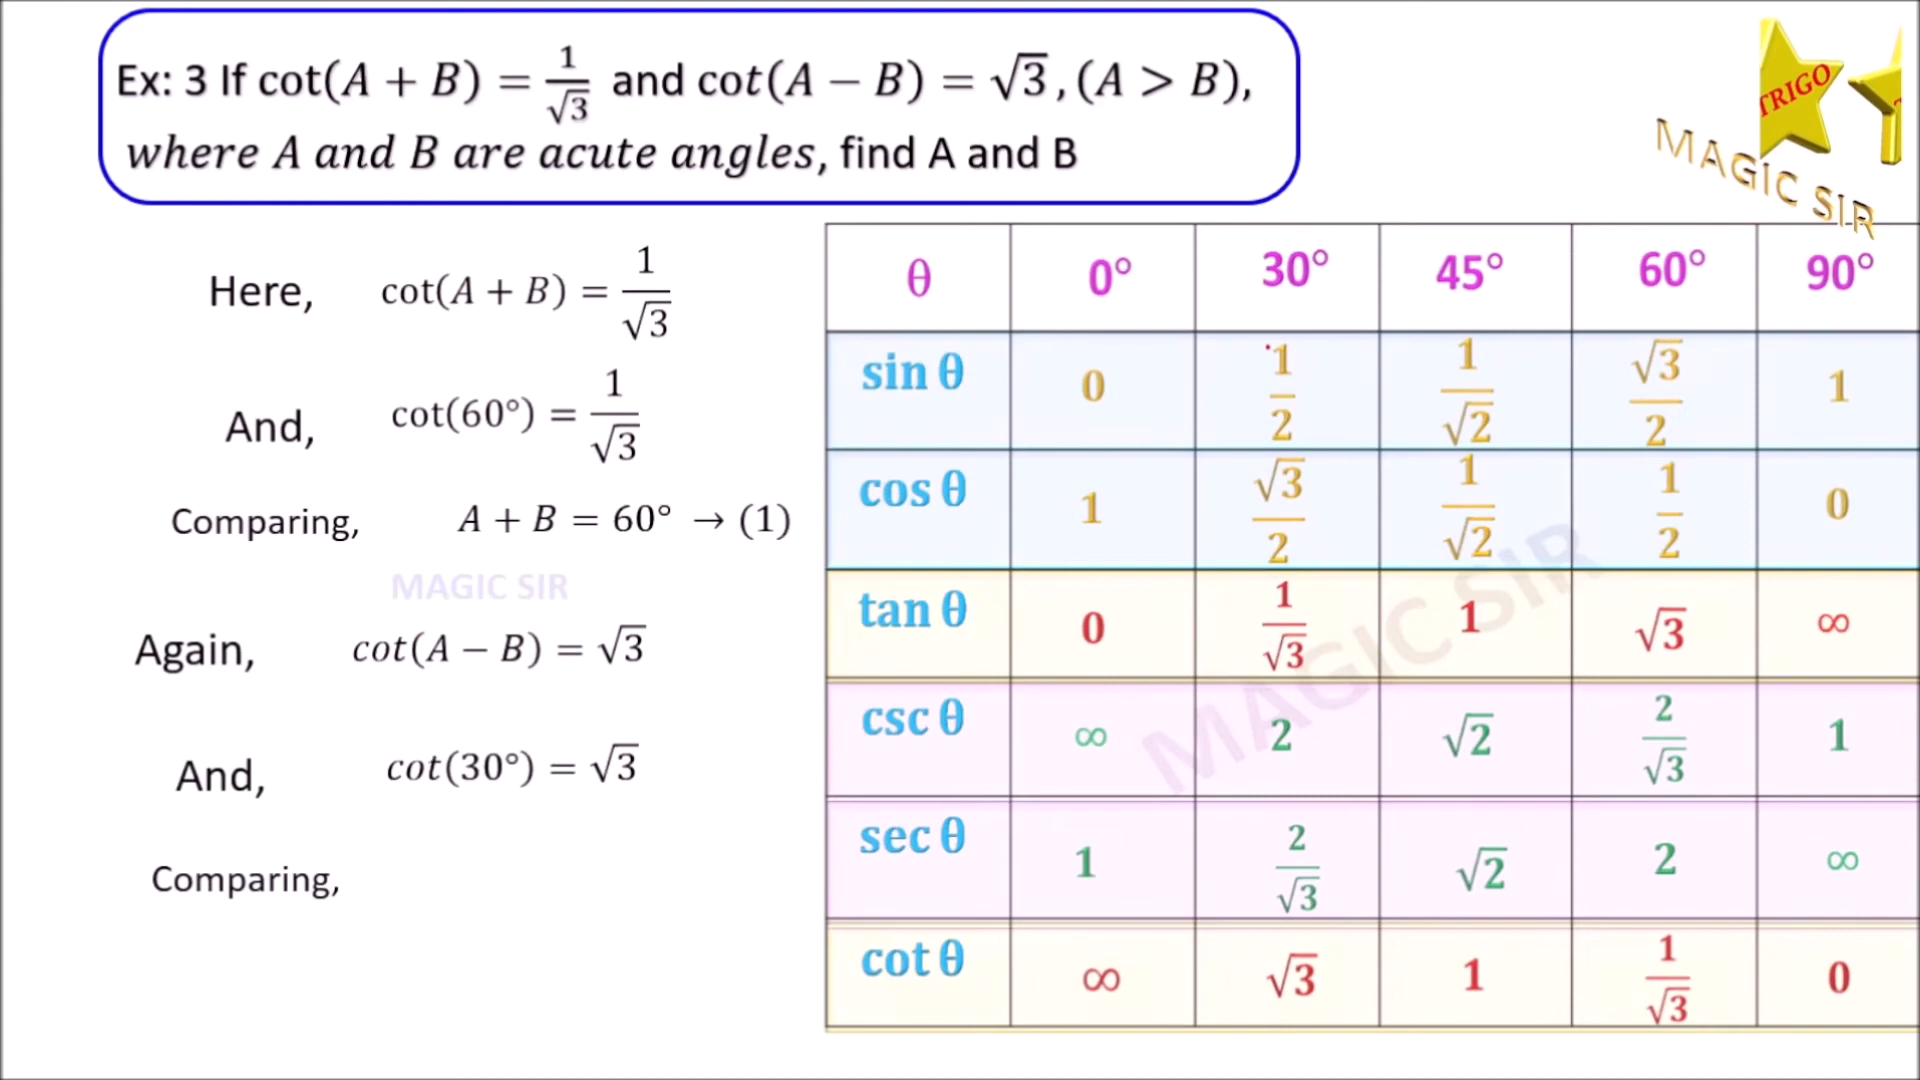 Ex: 3 If cot(A + B) = 1/√3 and cot(A − B) = √3, (A > B),
where A and B are acute angles, find A and B
TRIGO
MAGIC SIR
Here, cot(A + B) = 1/√3
And, cot(60°) = 1/√3
Comparing, A + B = 60° → (1)
MAGIC SIR
Again, cot(A − B) = √3
And, cot(30°) = √3
Comparing,
θ 0° 30° 45° 60° 90°
sin θ 0 1/2 1/√2 √3/2 1
cos θ 1 √3/2 1/√2 1/2 0
tan θ 0 1/√3 1 √3 ∞
csc θ ∞ 2 √2 2/√3 1
sec θ 1 2/√3 √2 2 ∞
cot θ ∞ √3 1 1/√3 0
MAGIC SIR